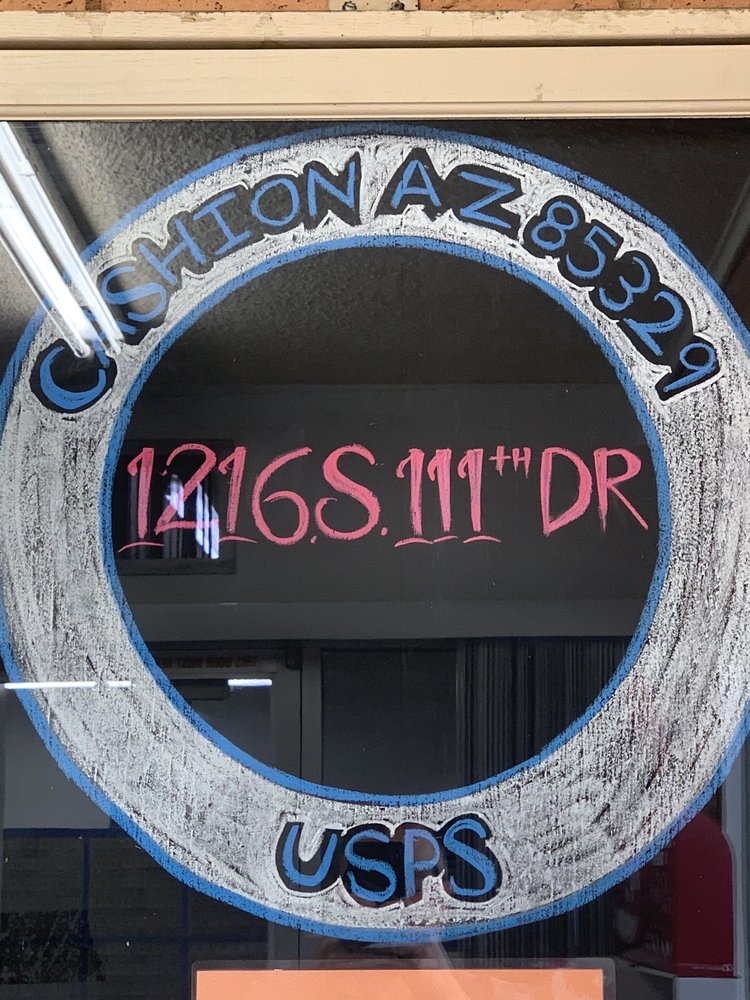 CASHION AZ 85329
1216 S. 111TH DR
USPS